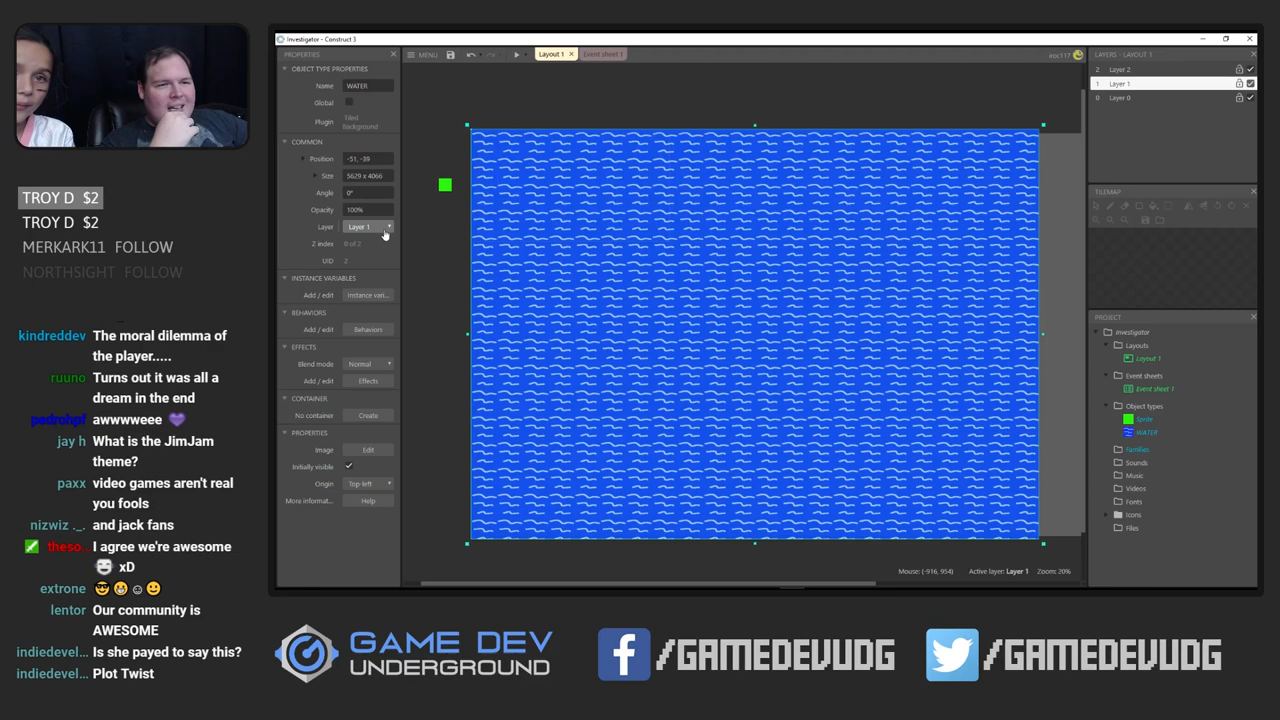 Investigator - Construct 3
PROPERTIES
OBJECT TYPE PROPERTIES
Name WATER
Global
Plugin Tiled Background
COMMON
Position -51, -39
Size 5629 x 4066
Angle 0°
Opacity 100%
Layer Layer 1
Z index 0 of 2
UID 2
INSTANCE VARIABLES
Add / edit Instance vari...
BEHAVIORS
Add / edit Behaviors
EFFECTS
Blend mode Normal
Add / edit Effects
CONTAINER
No container Create
PROPERTIES
Image Edit
Initially visible
Origin Top-left
More informat... Help
MENU
Layout 1
Event sheet 1
iroc117
Mouse: (-916, 954) Active layer: Layer 1 Zoom: 20%
LAYERS - LAYOUT 1
2 Layer 2
1 Layer 1
0 Layer 0
TILEMAP
PROJECT
Investigator
Layouts
Layout 1
Event sheets
Event sheet 1
Object types
Sprite
WATER
Families
Sounds
Music
Videos
Fonts
Icons
Files
TROY D $2
TROY D $2
MERKARK11 FOLLOW
NORTHSIGHT FOLLOW
kindreddev The moral dilemma of
the player.....
ruuno Turns out it was all a
dream in the end
pedrohpf awwwweee
jay h What is the JimJam
theme?
paxx video games aren't real
you fools
nizwiz ._. and jack fans
theso... I agree we're awesome
xD
extrone
lentor Our community is
AWESOME
indiedevel... Is she payed to say this?
indiedevel... Plot Twist
GAME DEV
UNDERGROUND
/GAMEDEVUDG
/GAMEDEVUDG